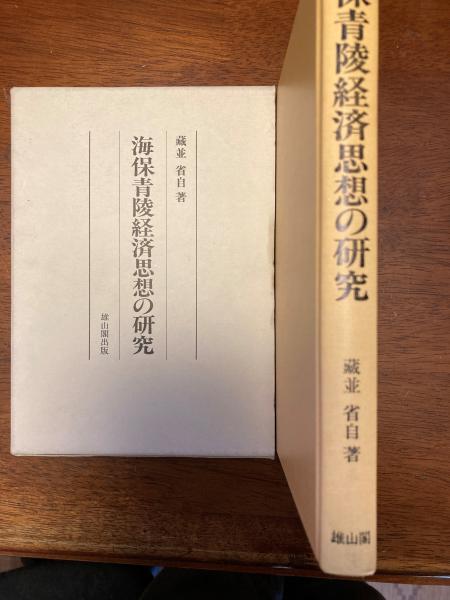 藏並 省自 著
海保青陵経済思想の研究
雄山閣出版
保青陵経済思想の研究
藏並 省自 著
雄山閣